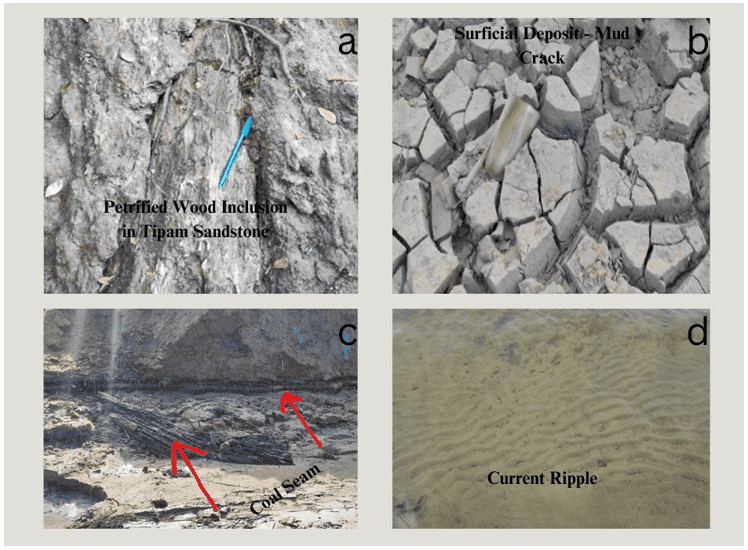 a
Petrified Wood Inclusion
in Tipam Sandstone
Surficial Deposit - Mud
Crack
b
c
Coal Seam
d
Current Ripple